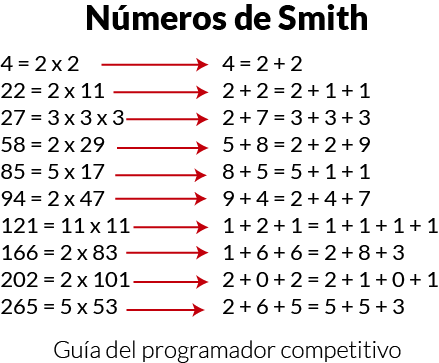 Números de Smith
4 = 2 x 2 4 = 2 + 2
22 = 2 x 11 2 + 2 = 2 + 1 + 1
27 = 3 x 3 x 3 2 + 7 = 3 + 3 + 3
58 = 2 x 29 5 + 8 = 2 + 2 + 9
85 = 5 x 17 8 + 5 = 5 + 1 + 1
94 = 2 x 47 9 + 4 = 2 + 4 + 7
121 = 11 x 11 1 + 2 + 1 = 1 + 1 + 1 + 1
166 = 2 x 83 1 + 6 + 6 = 2 + 8 + 3
202 = 2 x 101 2 + 0 + 2 = 2 + 1 + 0 + 1
265 = 5 x 53 2 + 6 + 5 = 5 + 5 + 3
Guía del programador competitivo